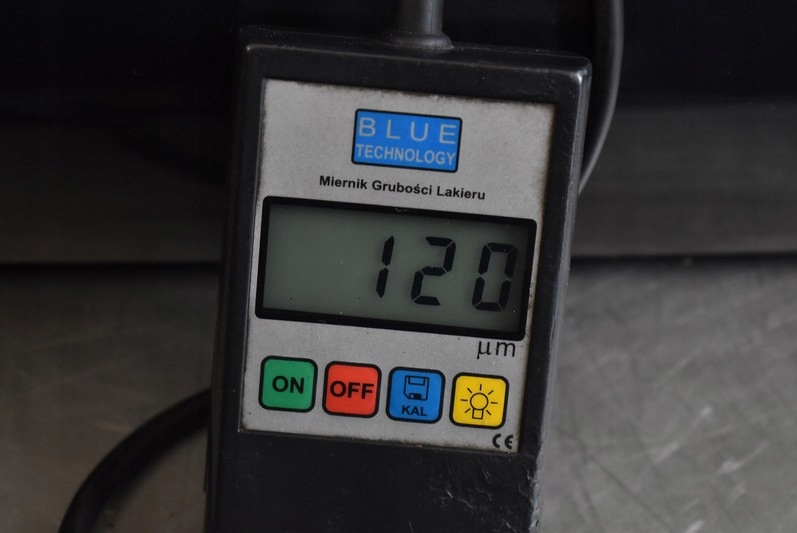 BLUE
TECHNOLOGY
Miernik Grubości Lakieru
120
µm
ON
OFF
KAL
CE